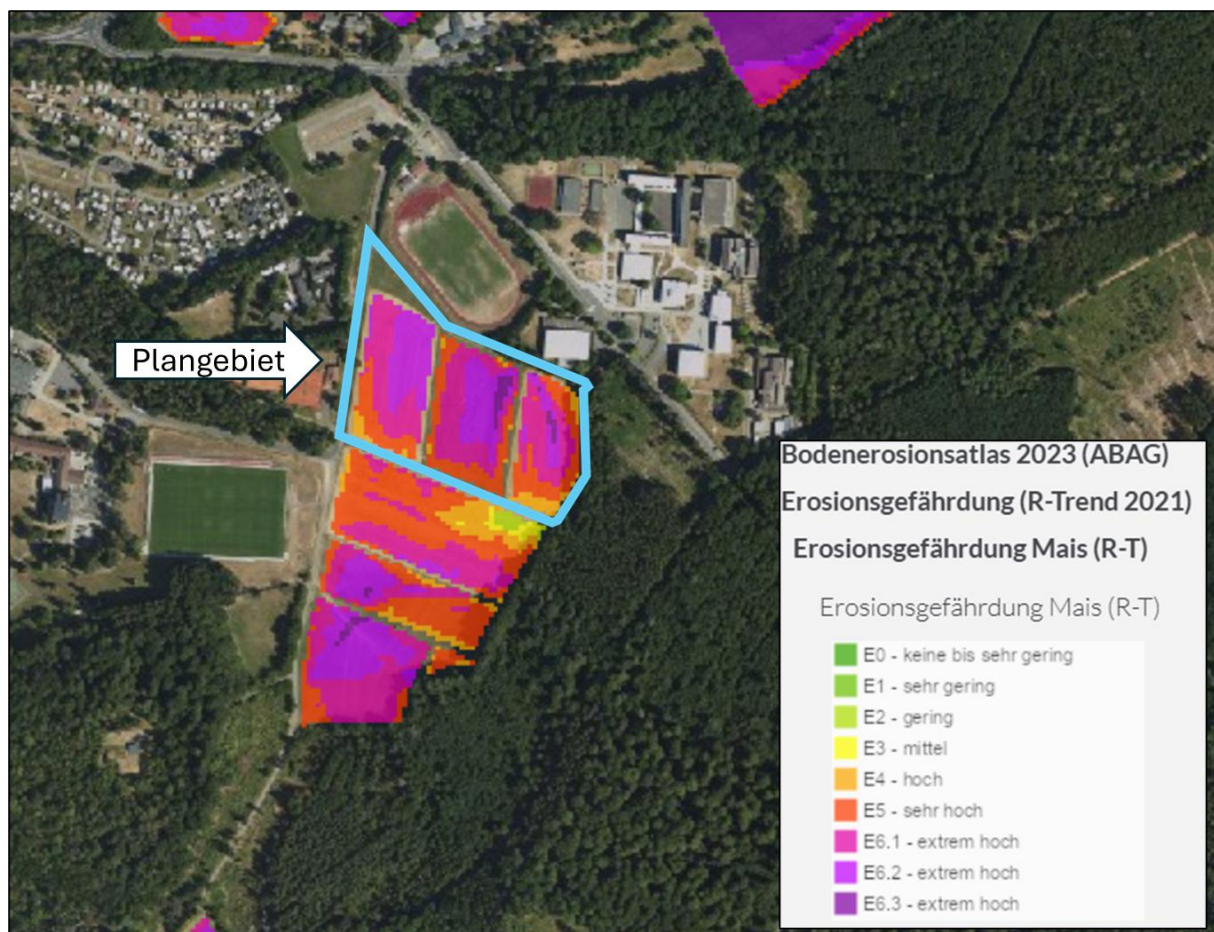 Plangebiet
Bodenerosionsatlas 2023 (ABAG)
Erosionsgefährdung (R-Trend 2021)
Erosionsgefährdung Mais (R-T)
Erosionsgefährdung Mais (R-T)
E0 - keine bis sehr gering
E1 - sehr gering
E2 - gering
E3 - mittel
E4 - hoch
E5 - sehr hoch
E6.1 - extrem hoch
E6.2 - extrem hoch
E6.3 - extrem hoch